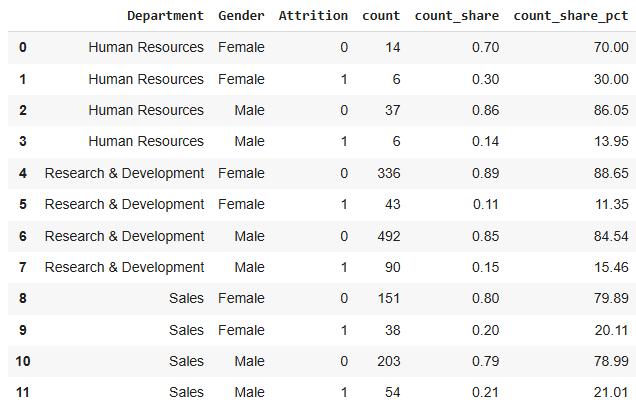 Department Gender Attrition count count_share count_share_pct
0 Human Resources Female 0 14 0.70 70.00
1 Human Resources Female 1 6 0.30 30.00
2 Human Resources Male 0 37 0.86 86.05
3 Human Resources Male 1 6 0.14 13.95
4 Research & Development Female 0 336 0.89 88.65
5 Research & Development Female 1 43 0.11 11.35
6 Research & Development Male 0 492 0.85 84.54
7 Research & Development Male 1 90 0.15 15.46
8 Sales Female 0 151 0.80 79.89
9 Sales Female 1 38 0.20 20.11
10 Sales Male 0 203 0.79 78.99
11 Sales Male 1 54 0.21 21.01